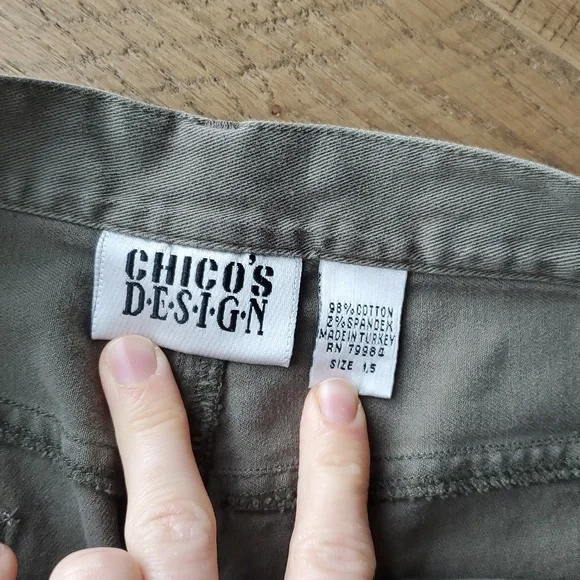 CHICO'S
D·E·S·I·G·N
98% COTTON
2% SPANDEX
MADE IN TURKEY
RN 79984
SIZE 1,5